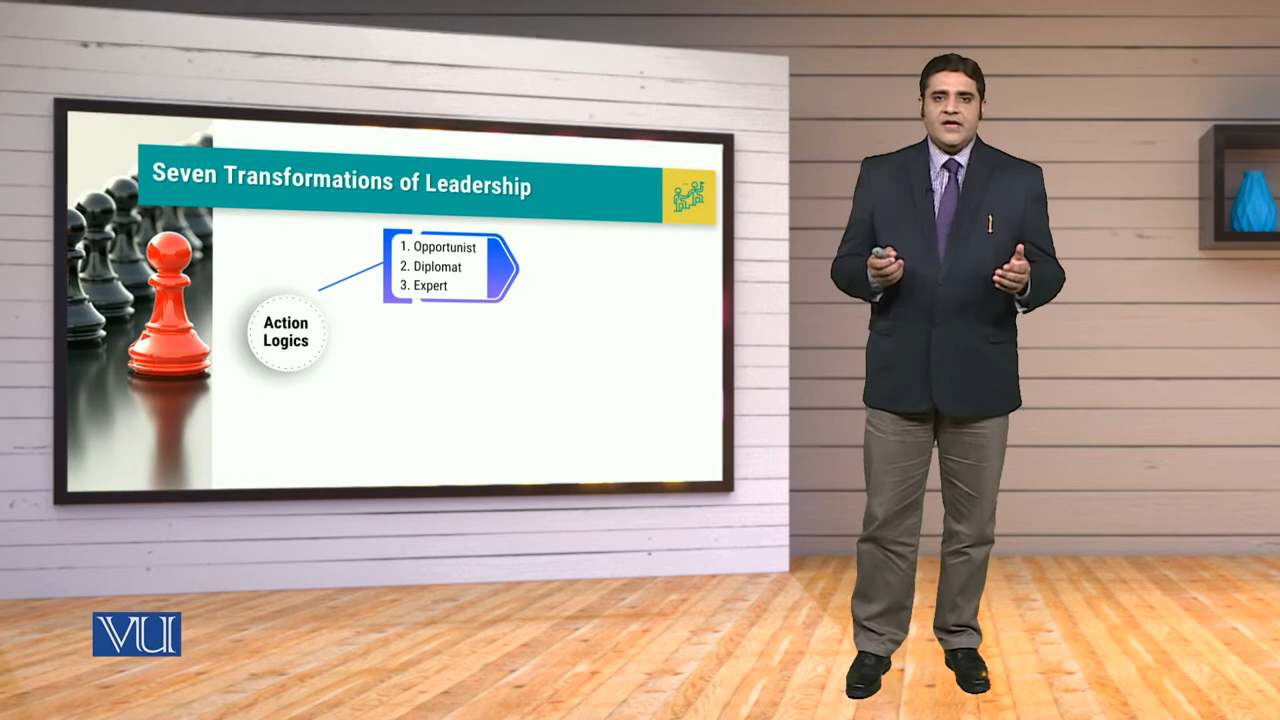 Seven Transformations of Leadership
1. Opportunist
2. Diplomat
3. Expert
Action
Logics
VU